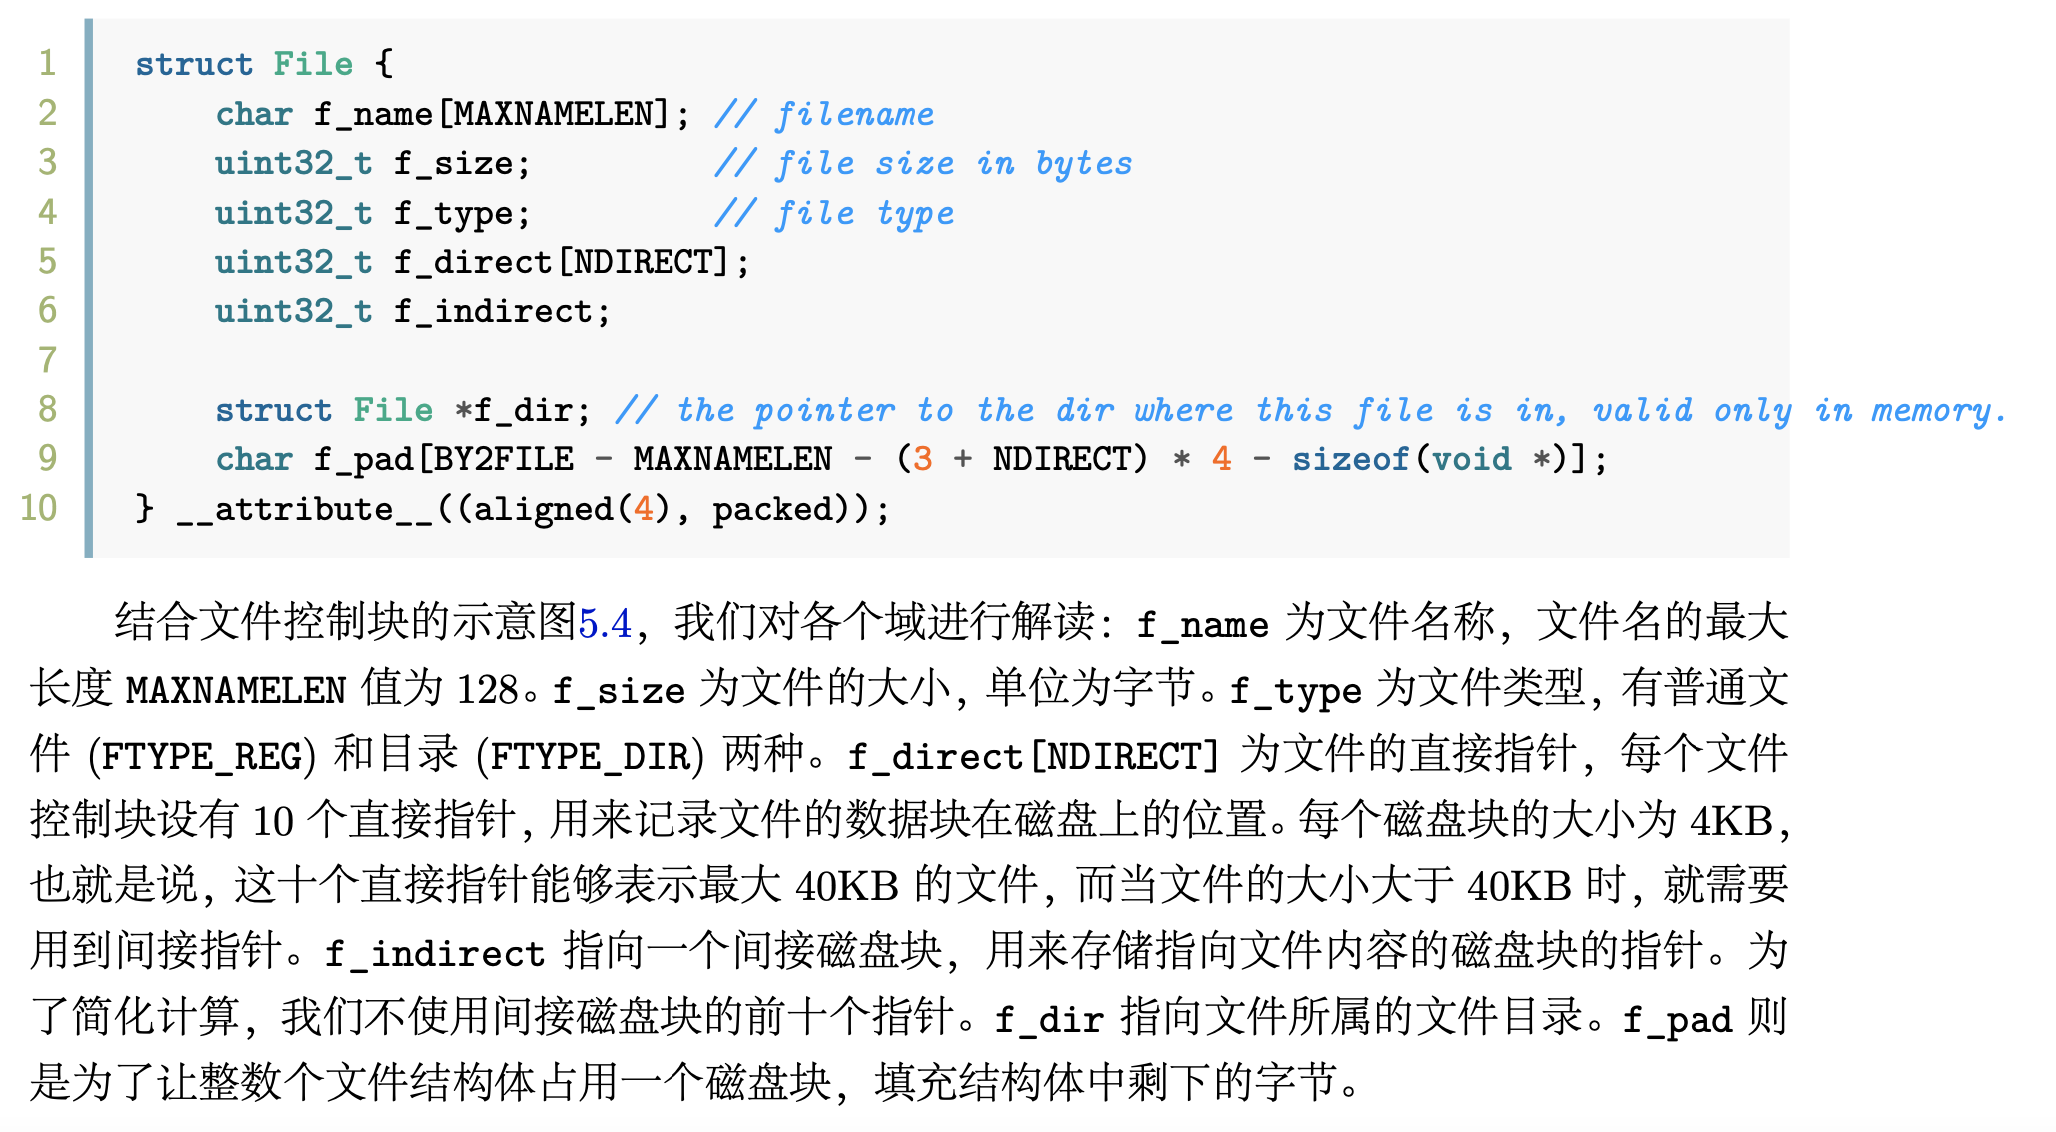 1 struct File {
2 char f_name[MAXNAMELEN]; // filename
3 uint32_t f_size; // file size in bytes
4 uint32_t f_type; // file type
5 uint32_t f_direct[NDIRECT];
6 uint32_t f_indirect;
7
8 struct File *f_dir; // the pointer to the dir where this file is in, valid only in memory.
9 char f_pad[BY2FILE - MAXNAMELEN - (3 + NDIRECT) * 4 - sizeof(void *)];
10 } __attribute__((aligned(4), packed));
结合文件控制块的示意图5.4，我们对各个域进行解读：f_name 为文件名称，文件名的最大
长度 MAXNAMELEN 值为 128。f_size 为文件的大小，单位为字节。f_type 为文件类型，有普通文
件 (FTYPE_REG) 和目录 (FTYPE_DIR) 两种。f_direct[NDIRECT] 为文件的直接指针，每个文件
控制块设有 10 个直接指针，用来记录文件的数据块在磁盘上的位置。每个磁盘块的大小为 4KB，
也就是说，这十个直接指针能够表示最大 40KB 的文件，而当文件的大小大于 40KB 时，就需要
用到间接指针。f_indirect 指向一个间接磁盘块，用来存储指向文件内容的磁盘块的指针。为
了简化计算，我们不使用间接磁盘块的前十个指针。f_dir 指向文件所属的文件目录。f_pad 则
是为了让整数个文件结构体占用一个磁盘块，填充结构体中剩下的字节。